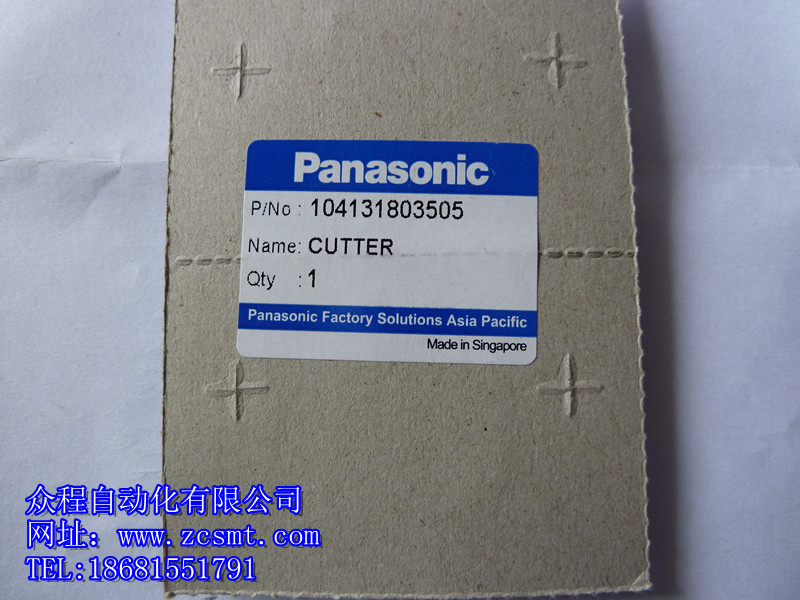 Panasonic
P/No : 104131803505
Name: CUTTER
Qty : 1
Panasonic Factory Solutions Asia Pacific
Made in Singapore
众程自动化有限公司
网址：www.zcsmt.com
TEL:18681551791